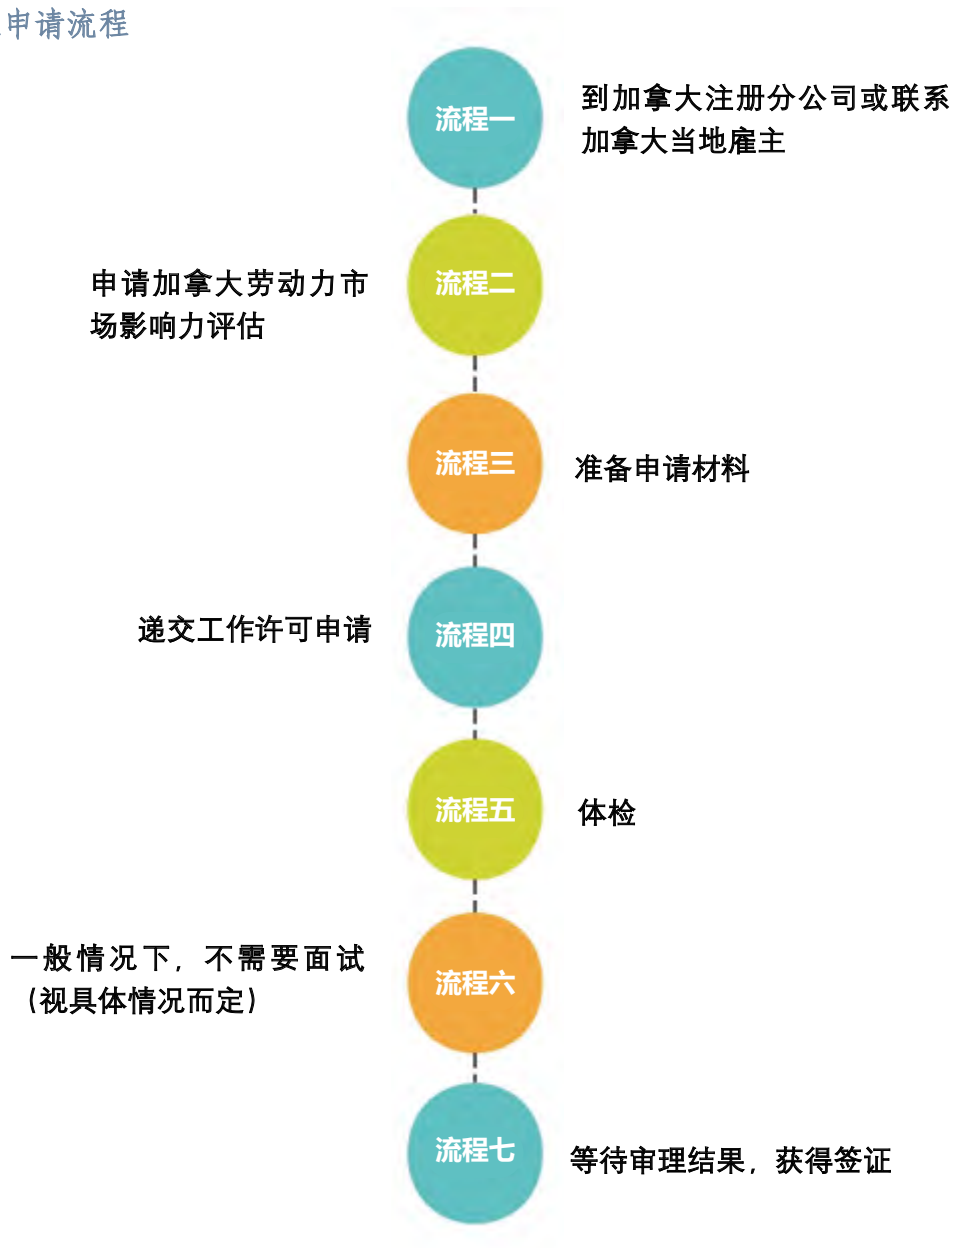 申请流程
流程一
到加拿大注册分公司或联系
加拿大当地雇主
流程二
申请加拿大劳动力市
场影响力评估
流程三
准备申请材料
流程四
递交工作许可申请
流程五
体检
流程六
一般情况下，不需要面试
（视具体情况而定）
流程七
等待审理结果，获得签证